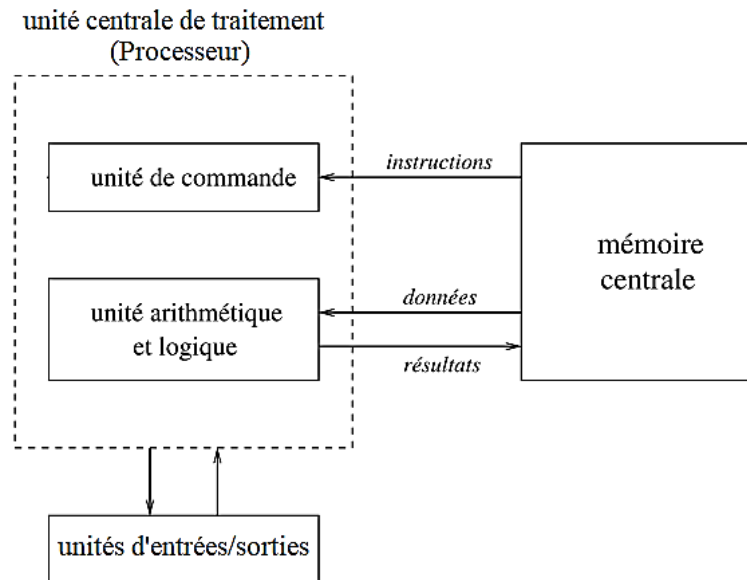 unité centrale de traitement
(Processeur)
unité de commande
instructions
mémoire
centrale
unité arithmétique
et logique
données
résultats
unités d'entrées/sorties